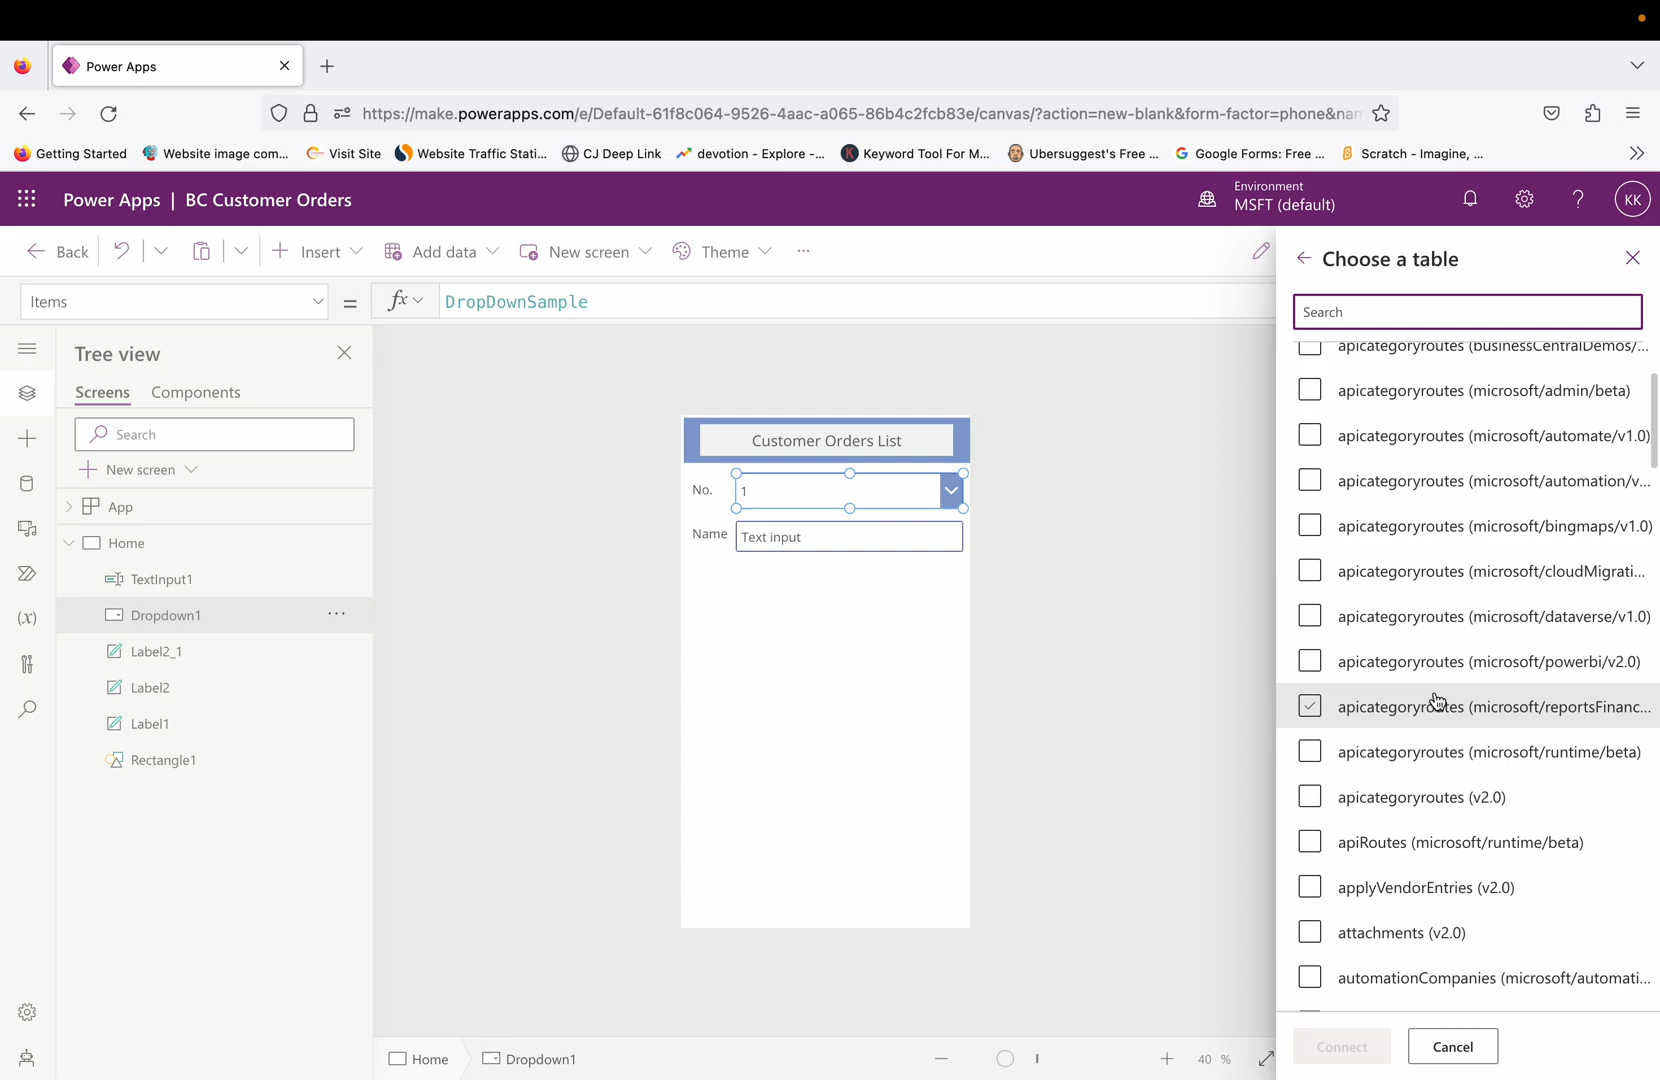 Power Apps
https://make.powerapps.com/e/Default-61f8c064-9526-4aac-a065-86b4c2fcb83e/canvas/?action=new-blank&form-factor=phone&nam
Getting Started
Website image com...
Visit Site
Website Traffic Stati...
CJ Deep Link
devotion - Explore -...
Keyword Tool For M...
Ubersuggest's Free ...
Google Forms: Free ...
Scratch - Imagine, ...
Power Apps | BC Customer Orders
Environment
MSFT (default)
KK
Back
Insert
Add data
New screen
Theme
...
Items
= fx
DropDownSample
Tree view
Screens
Components
Search
New screen
App
Home
TextInput1
Dropdown1
...
Label2_1
Label2
Label1
Rectangle1
(x)
Customer Orders List
No.
1
Name
Text input
Home
Dropdown1
40 %
Choose a table
Search
apicategoryroutes (businessCentralDemos/...
apicategoryroutes (microsoft/admin/beta)
apicategoryroutes (microsoft/automate/v1.0)
apicategoryroutes (microsoft/automation/v...
apicategoryroutes (microsoft/bingmaps/v1.0)
apicategoryroutes (microsoft/cloudMigrati...
apicategoryroutes (microsoft/dataverse/v1.0)
apicategoryroutes (microsoft/powerbi/v2.0)
apicategoryroutes (microsoft/reportsFinanc...
apicategoryroutes (microsoft/runtime/beta)
apicategoryroutes (v2.0)
apiRoutes (microsoft/runtime/beta)
applyVendorEntries (v2.0)
attachments (v2.0)
automationCompanies (microsoft/automati...
Connect
Cancel